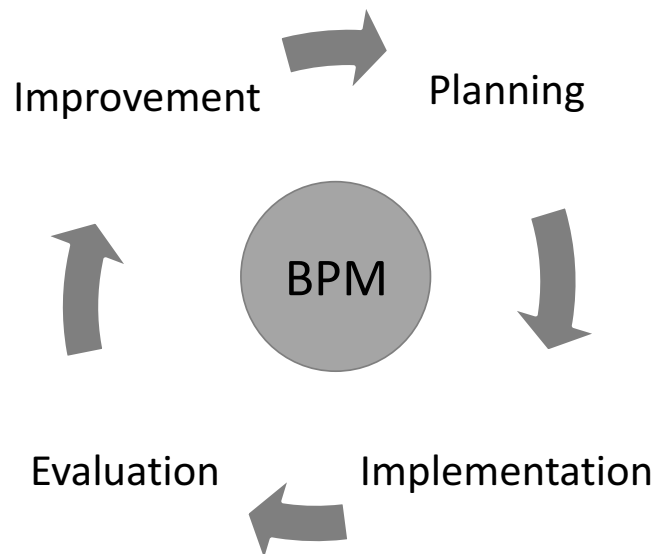 Improvement
Planning
BPM
Evaluation
Implementation